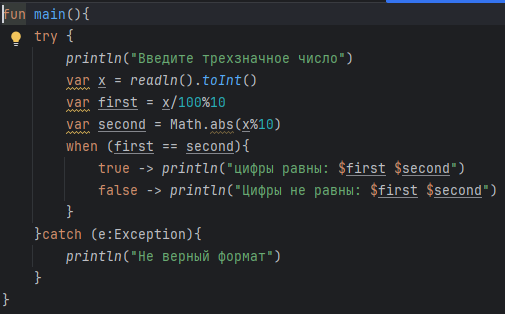 fun main(){
    try {
        println("Введите трехзначное число")
        var x = readln().toInt()
        var first = x/100%10
        var second = Math.abs(x%10)
        when (first == second){
            true -> println("цифры равны: $first $second")
            false -> println("Цифры не равны: $first $second")
        }
    }catch (e:Exception){
        println("Не верный формат")
    }
}